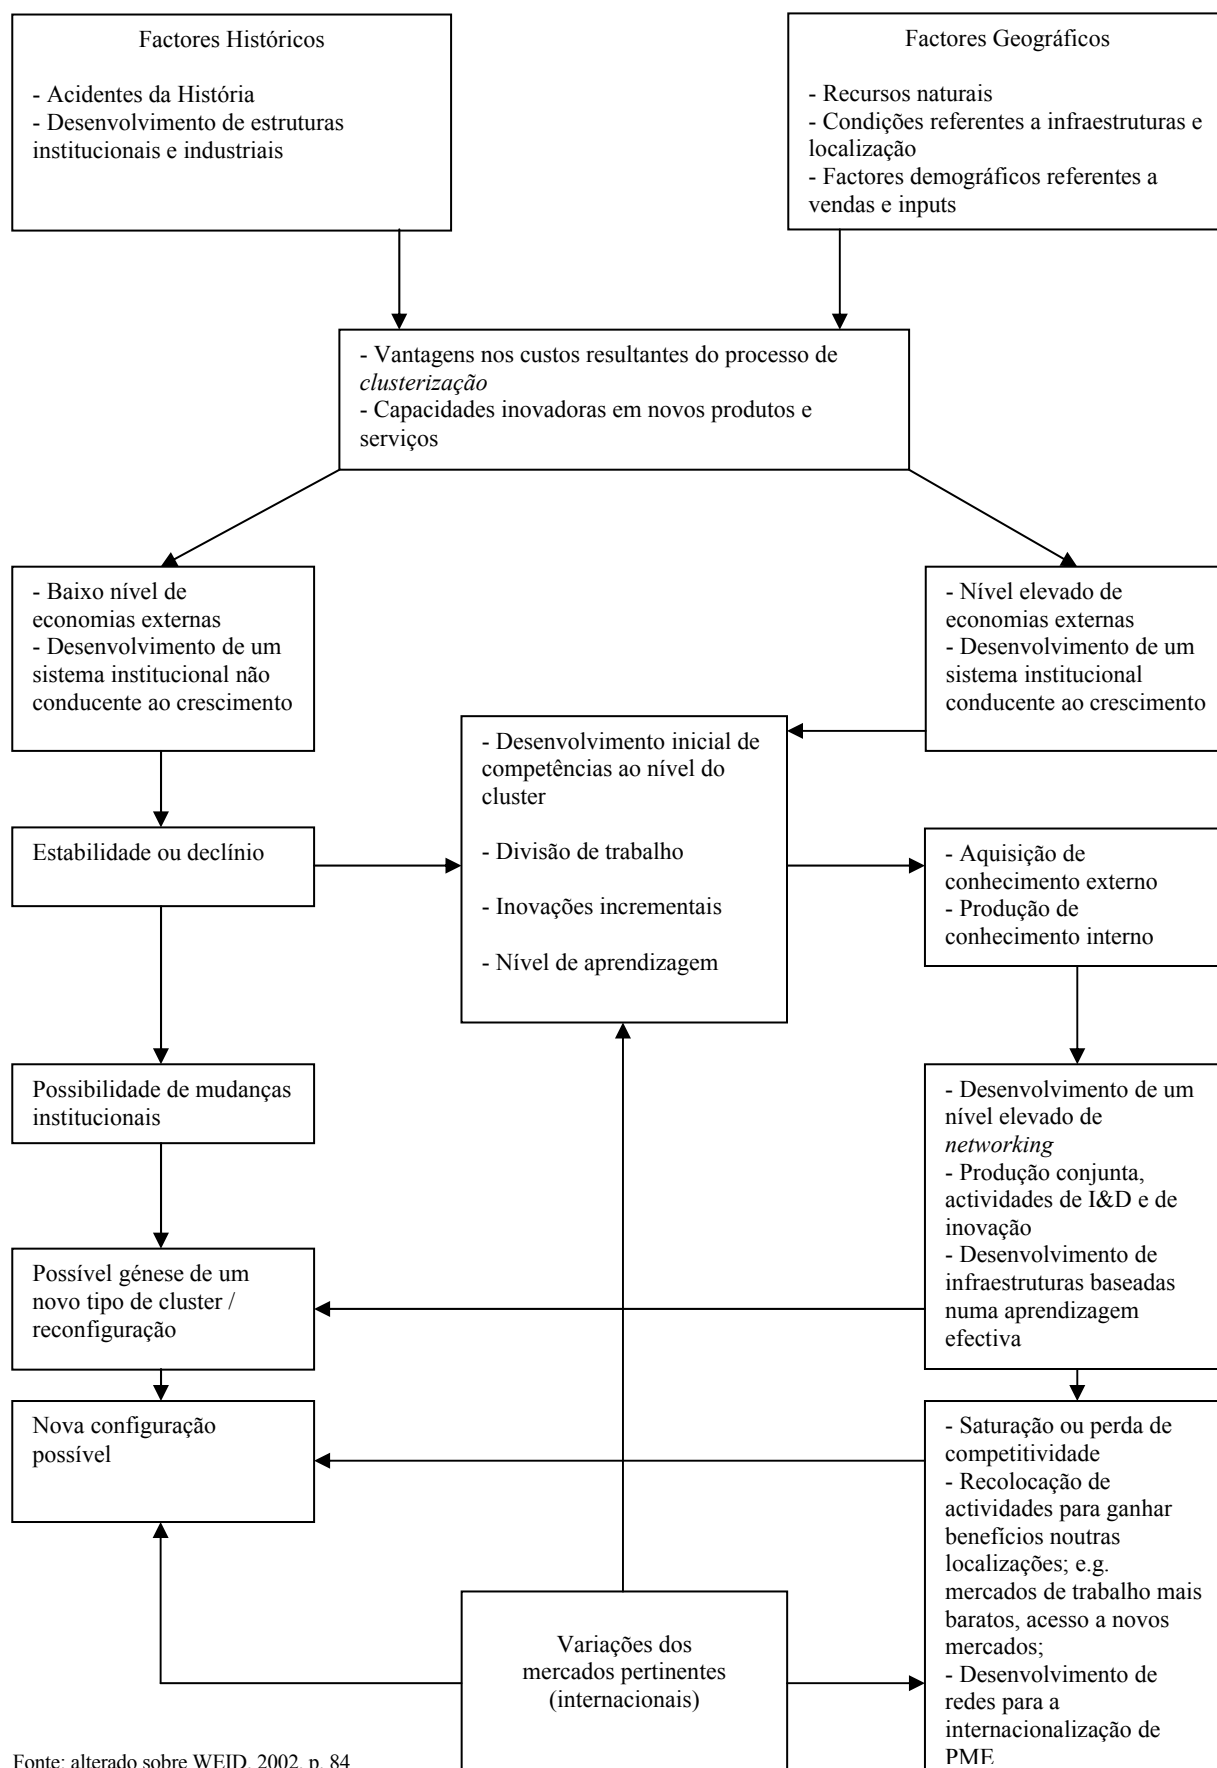 Factores Históricos
- Acidentes da História
- Desenvolvimento de estruturas
institucionais e industriais
Factores Geográficos
- Recursos naturais
- Condições referentes a infraestruturas e
localização
- Factores demográficos referentes a
vendas e inputs
- Vantagens nos custos resultantes do processo de
clusterização
- Capacidades inovadoras em novos produtos e
serviços
- Baixo nível de
economias externas
- Desenvolvimento de um
sistema institucional não
conducente ao crescimento
- Nível elevado de
economias externas
- Desenvolvimento de um
sistema institucional
conducente ao crescimento
- Desenvolvimento inicial de
competências ao nível do
cluster
- Divisão de trabalho
- Inovações incrementais
- Nível de aprendizagem
Estabilidade ou declínio
- Aquisição de
conhecimento externo
- Produção de
conhecimento interno
Possibilidade de mudanças
institucionais
- Desenvolvimento de um
nível elevado de
networking
- Produção conjunta,
actividades de I&D e de
inovação
- Desenvolvimento de
infraestruturas baseadas
numa aprendizagem
efectiva
Possível génese de um
novo tipo de cluster /
reconfiguração
Nova configuração
possível
- Saturação ou perda de
competitividade
- Recolocação de
actividades para ganhar
benefícios noutras
localizações; e.g.
mercados de trabalho mais
baratos, acesso a novos
mercados;
- Desenvolvimento de
redes para a
internacionalização de
PME
Variações dos
mercados pertinentes
(internacionais)
Fonte: alterado sobre WEID, 2002, p. 84